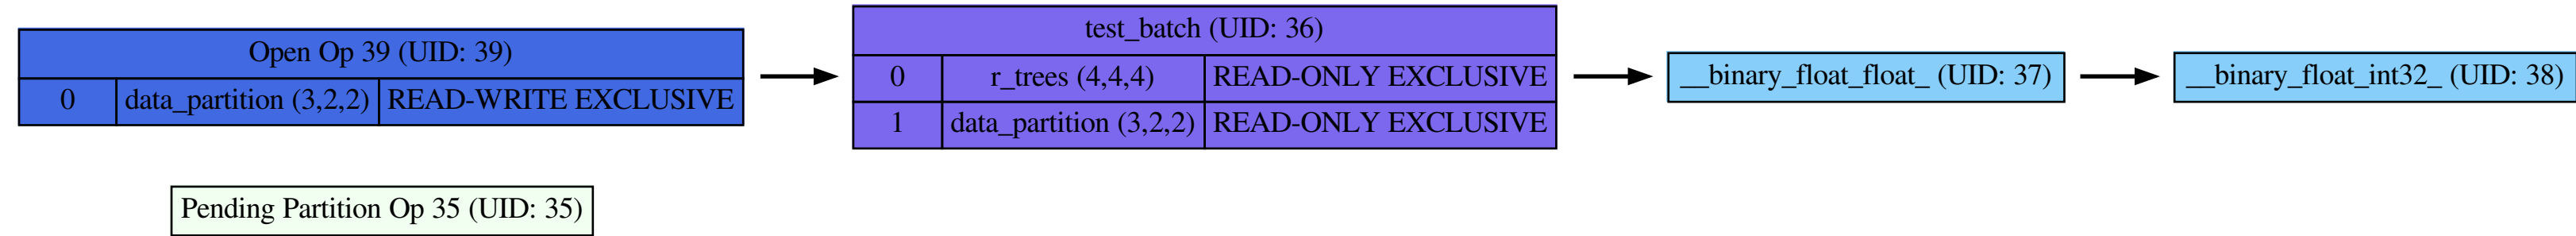 Open Op 39 (UID: 39)
0 data_partition (3,2,2) READ-WRITE EXCLUSIVE
test_batch (UID: 36)
0 r_trees (4,4,4) READ-ONLY EXCLUSIVE
1 data_partition (3,2,2) READ-ONLY EXCLUSIVE
__binary_float_float_ (UID: 37)
__binary_float_int32_ (UID: 38)
Pending Partition Op 35 (UID: 35)